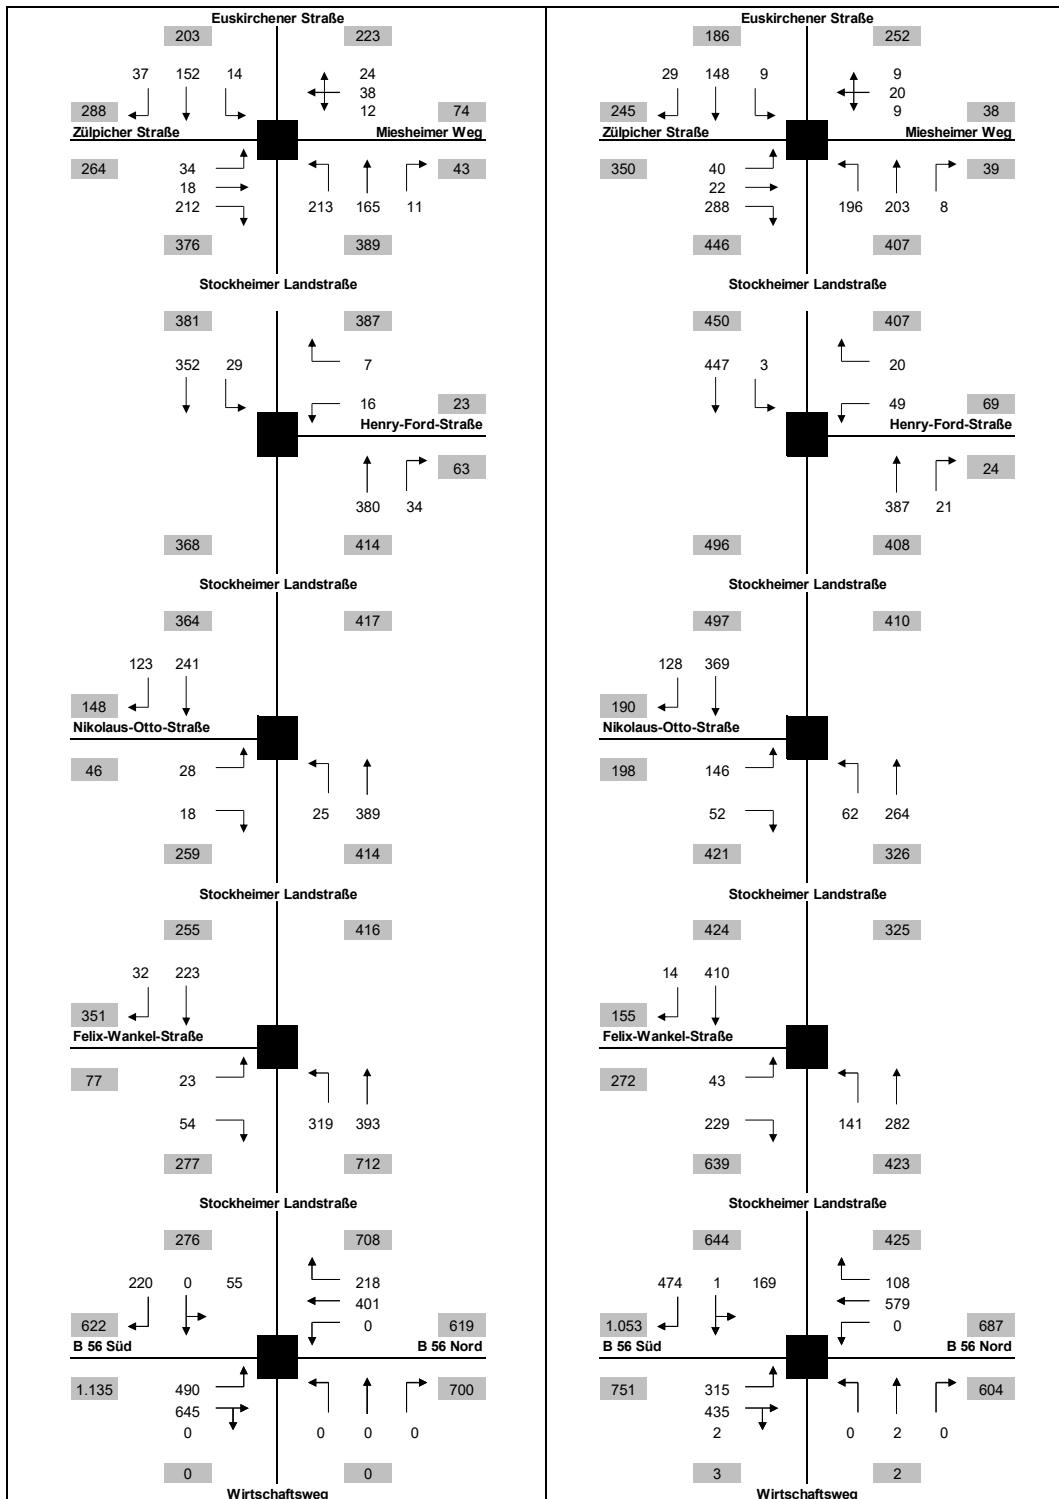 Euskirchener Straße
203 223
37 152 14 24
38
288 12 74
Zülpicher Straße Miesheimer Weg
264 34 43
18
212 213 165 11
376 389
Stockheimer Landstraße
381 387
352 29 7
16 23
Henry-Ford-Straße
63
380 34
368 414
Stockheimer Landstraße
364 417
123 241
148
Nikolaus-Otto-Straße
46 28
18 25 389
259 414
Stockheimer Landstraße
255 416
32 223
351
Felix-Wankel-Straße
77 23
54 319 393
277 712
Stockheimer Landstraße
276 708
220 0 55 218
401
622 0 619
B 56 Süd B 56 Nord
1.135 490 700
645
0 0 0 0
0 0
Wirtschaftsweg
Euskirchener Straße
186 252
29 148 9 9
20
245 9 38
Zülpicher Straße Miesheimer Weg
350 40 39
22
288 196 203 8
446 407
Stockheimer Landstraße
450 407
447 3 20
49 69
Henry-Ford-Straße
24
387 21
496 408
Stockheimer Landstraße
497 410
128 369
190
Nikolaus-Otto-Straße
198 146
52 62 264
421 326
Stockheimer Landstraße
424 325
14 410
155
Felix-Wankel-Straße
272 43
229 141 282
639 423
Stockheimer Landstraße
644 425
474 1 169 108
579
1.053 0 687
B 56 Süd B 56 Nord
751 315 604
435
2 0 2 0
3 2
Wirtschaftsweg